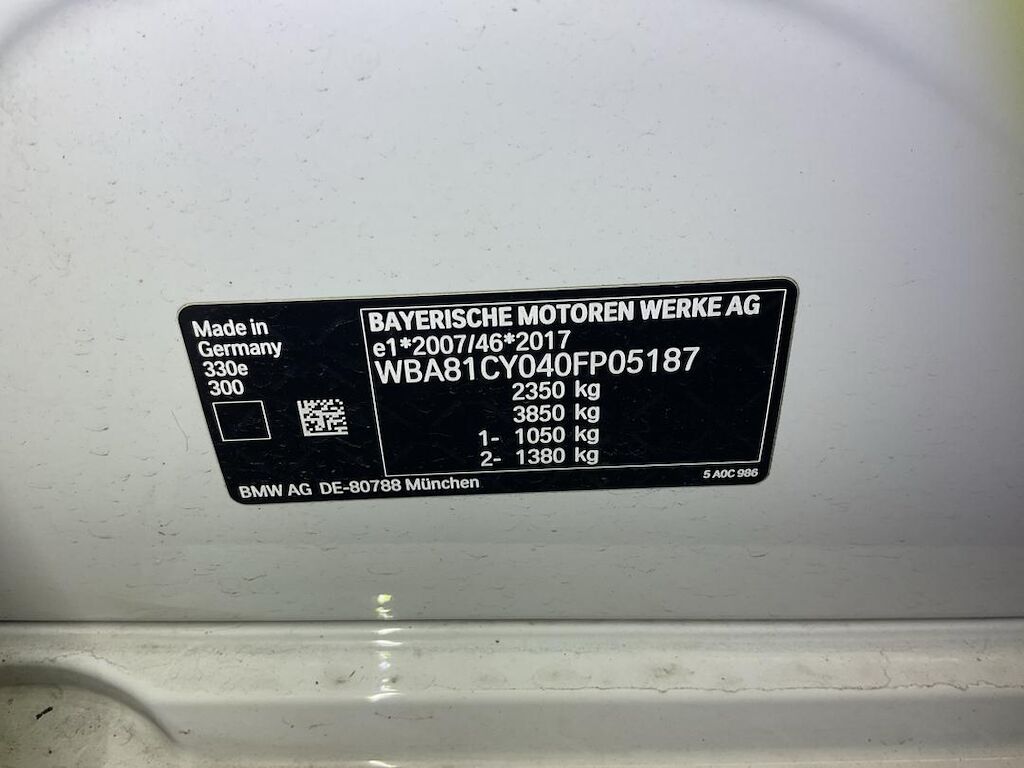 Made in
Germany
330e
300
BAYERISCHE MOTOREN WERKE AG
e1*2007/46*2017
WBA81CY040FP05187
2350 kg
3850 kg
1- 1050 kg
2- 1380 kg
BMW AG DE-80788 München
5 A0C 986